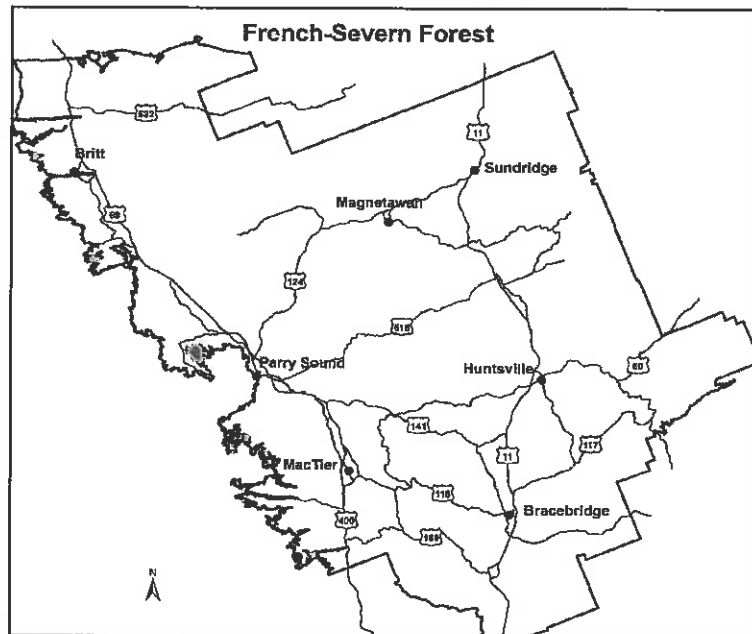 French-Severn Forest
522
11
Britt
Sundridge
69
Magnetawan
124
518
Parry Sound
Huntsville
60
141
117
MacTier
11
118
Bracebridge
400
169
N